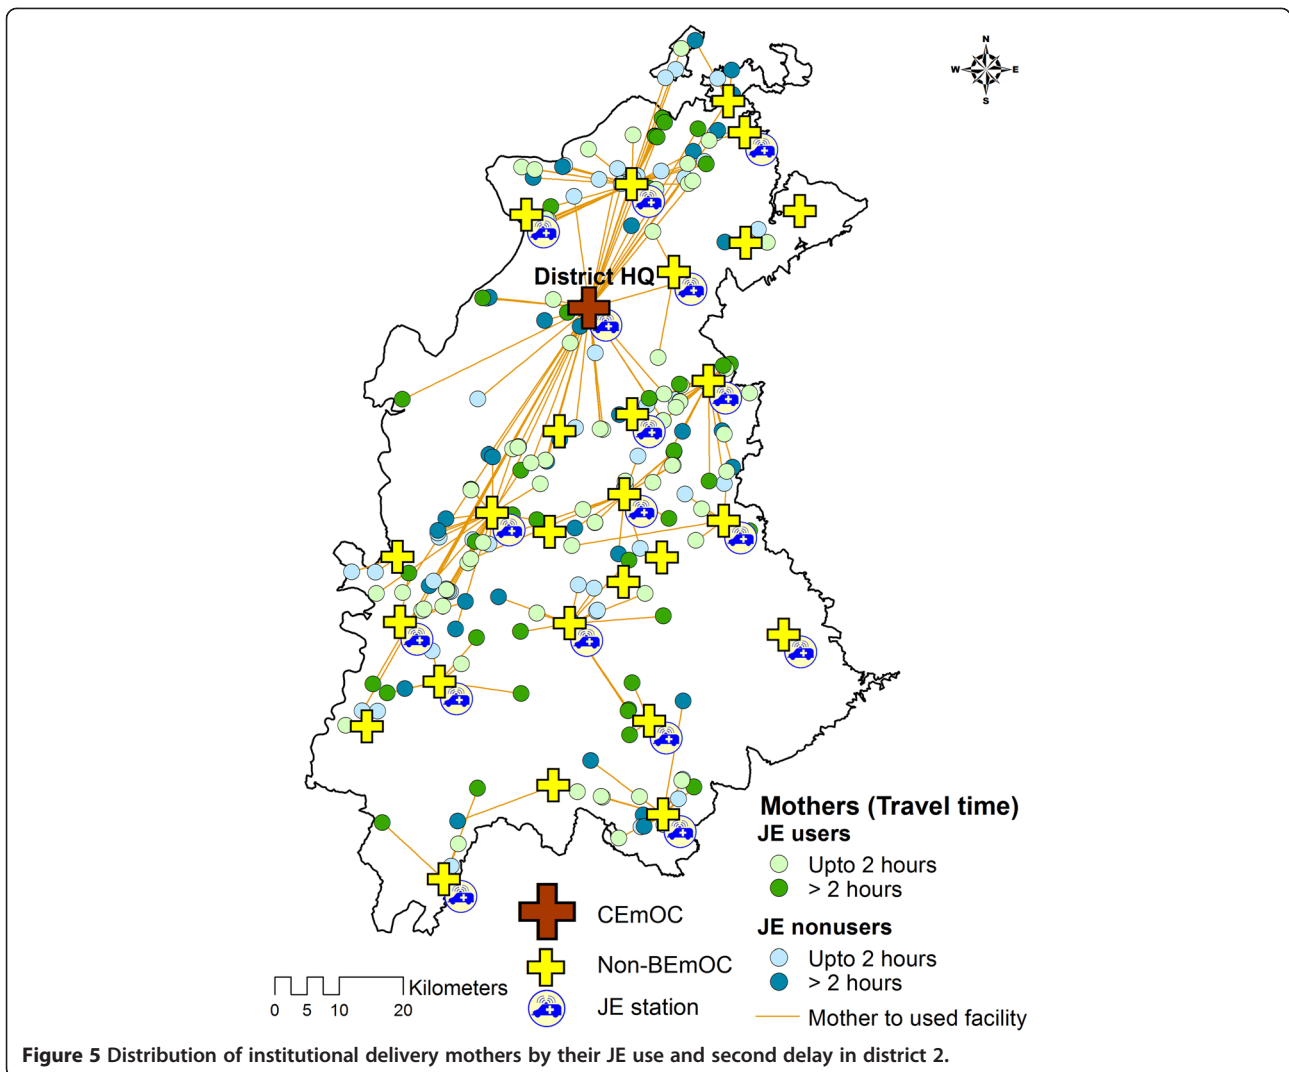 N
W E
S
District HQ
Mothers (Travel time)
JE users
Upto 2 hours
> 2 hours
JE nonusers
Upto 2 hours
> 2 hours
Mother to used facility
CEmOC
Non-BEmOC
JE station
Kilometers
0 5 10 20
Figure 5 Distribution of institutional delivery mothers by their JE use and second delay in district 2.